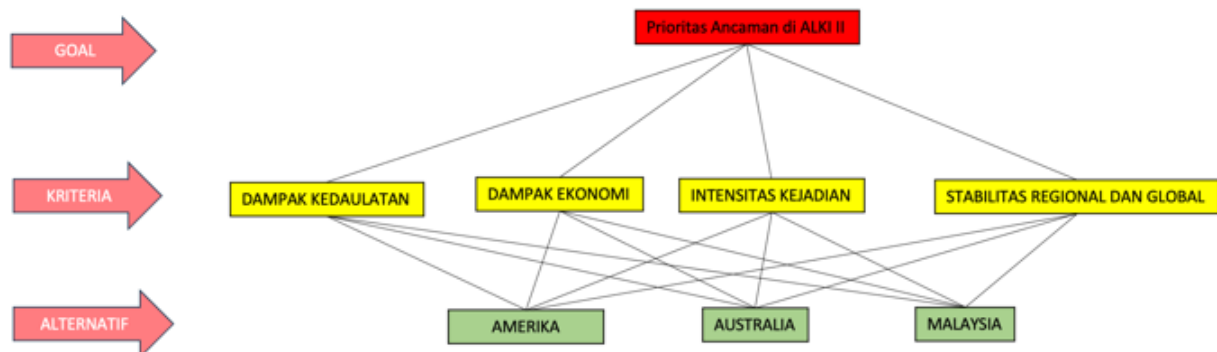 GOAL
Prioritas Ancaman di ALKI II
KRITERIA
DAMPAK KEDAULATAN
DAMPAK EKONOMI
INTENSITAS KEJADIAN
STABILITAS REGIONAL DAN GLOBAL
ALTERNATIF
AMERIKA
AUSTRALIA
MALAYSIA